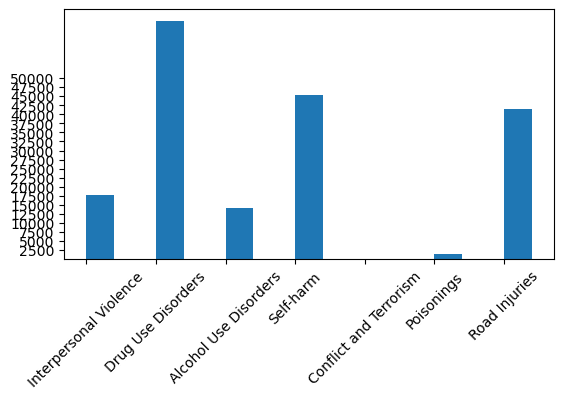 50000
47500
45000
42500
40000
37500
35000
32500
30000
27500
25000
22500
20000
17500
15000
12500
10000
7500
5000
2500
Interpersonal Violence
Drug Use Disorders
Alcohol Use Disorders
Self-harm
Conflict and Terrorism
Poisonings
Road Injuries